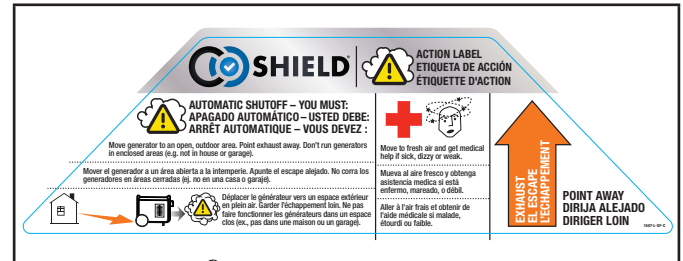 CO SHIELD®
ACTION LABEL
ETIQUETA DE ACCIÓN
ÉTIQUETTE D'ACTION
AUTOMATIC SHUTOFF – YOU MUST:
APAGADO AUTOMÁTICO – USTED DEBE:
ARRÊT AUTOMATIQUE – VOUS DEVEZ :
Move generator to an open, outdoor area. Point exhaust away. Don't run generators
in enclosed areas (e.g. not in house or garage).
Mover el generador a un área abierta a la intemperie. Apunte el escape alejado. No corra los
generadores en áreas cerradas (ej. no en una casa o garaje).
Déplacer le générateur vers un espace extérieur
en plein air. Garder l'échappement loin. Ne pas
faire fonctionner les générateurs dans un espace
clos (ex., pas dans une maison ou un garage).
Move to fresh air and get medical
help if sick, dizzy or weak.
Mueva al aire fresco y obtenga
asistencia medica si está
enfermo, mareado, o débil.
Aller à l'air frais et obtenir de
l'aide médicale si malade,
étourdi ou faible.
EXHAUST
EL ESCAPE
L'ÉCHAPPEMENT
POINT AWAY
DIRIJA ALEJADO
DIRIGER LOIN